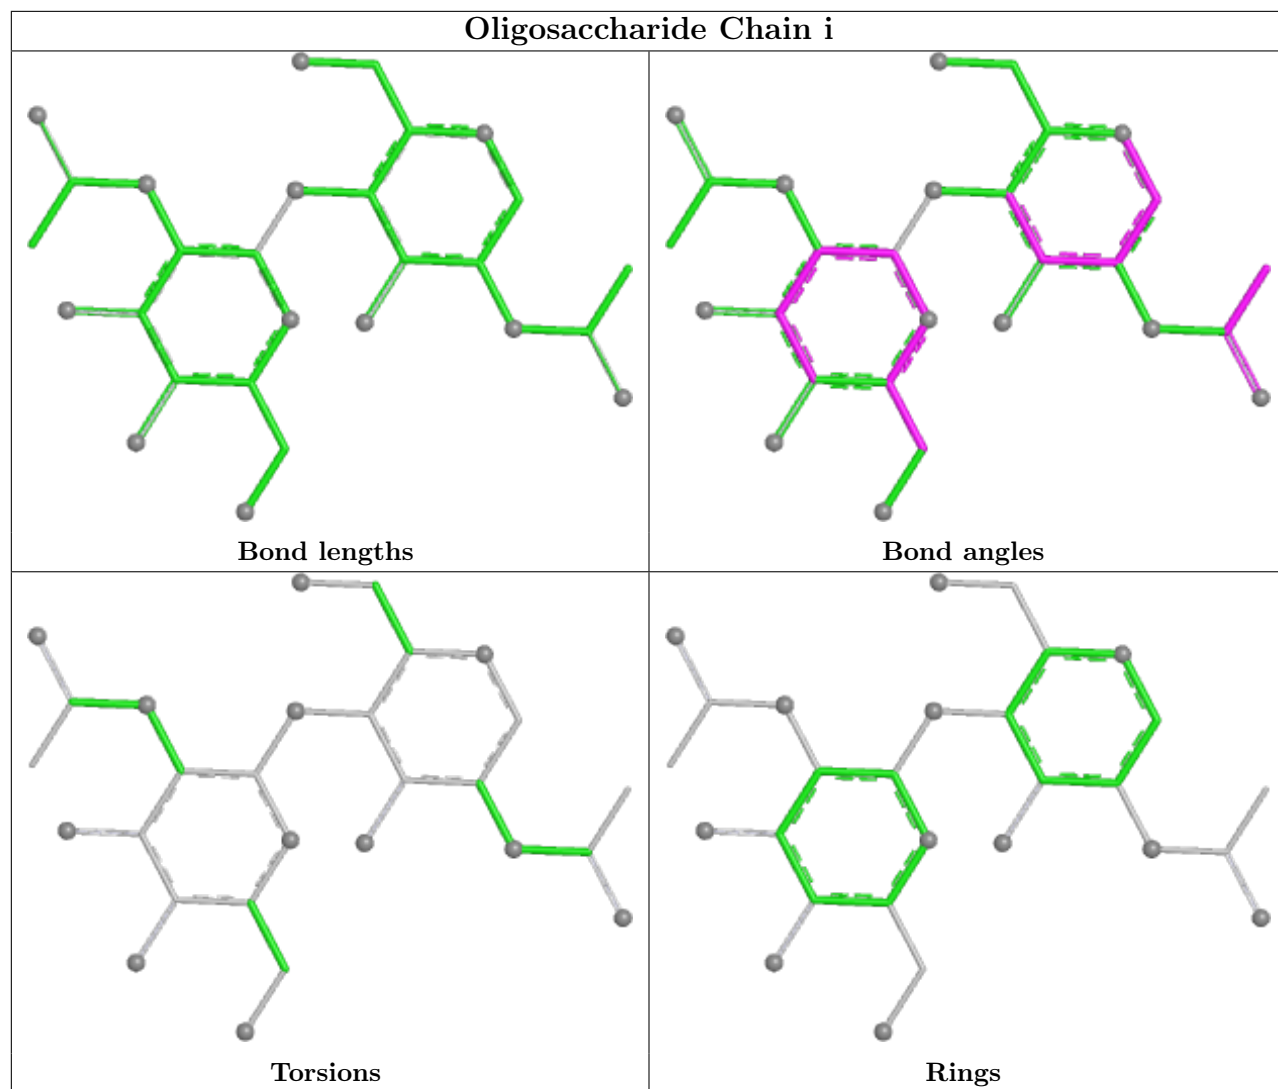 Oligosaccharide Chain i
Bond lengths
Bond angles
Torsions
Rings